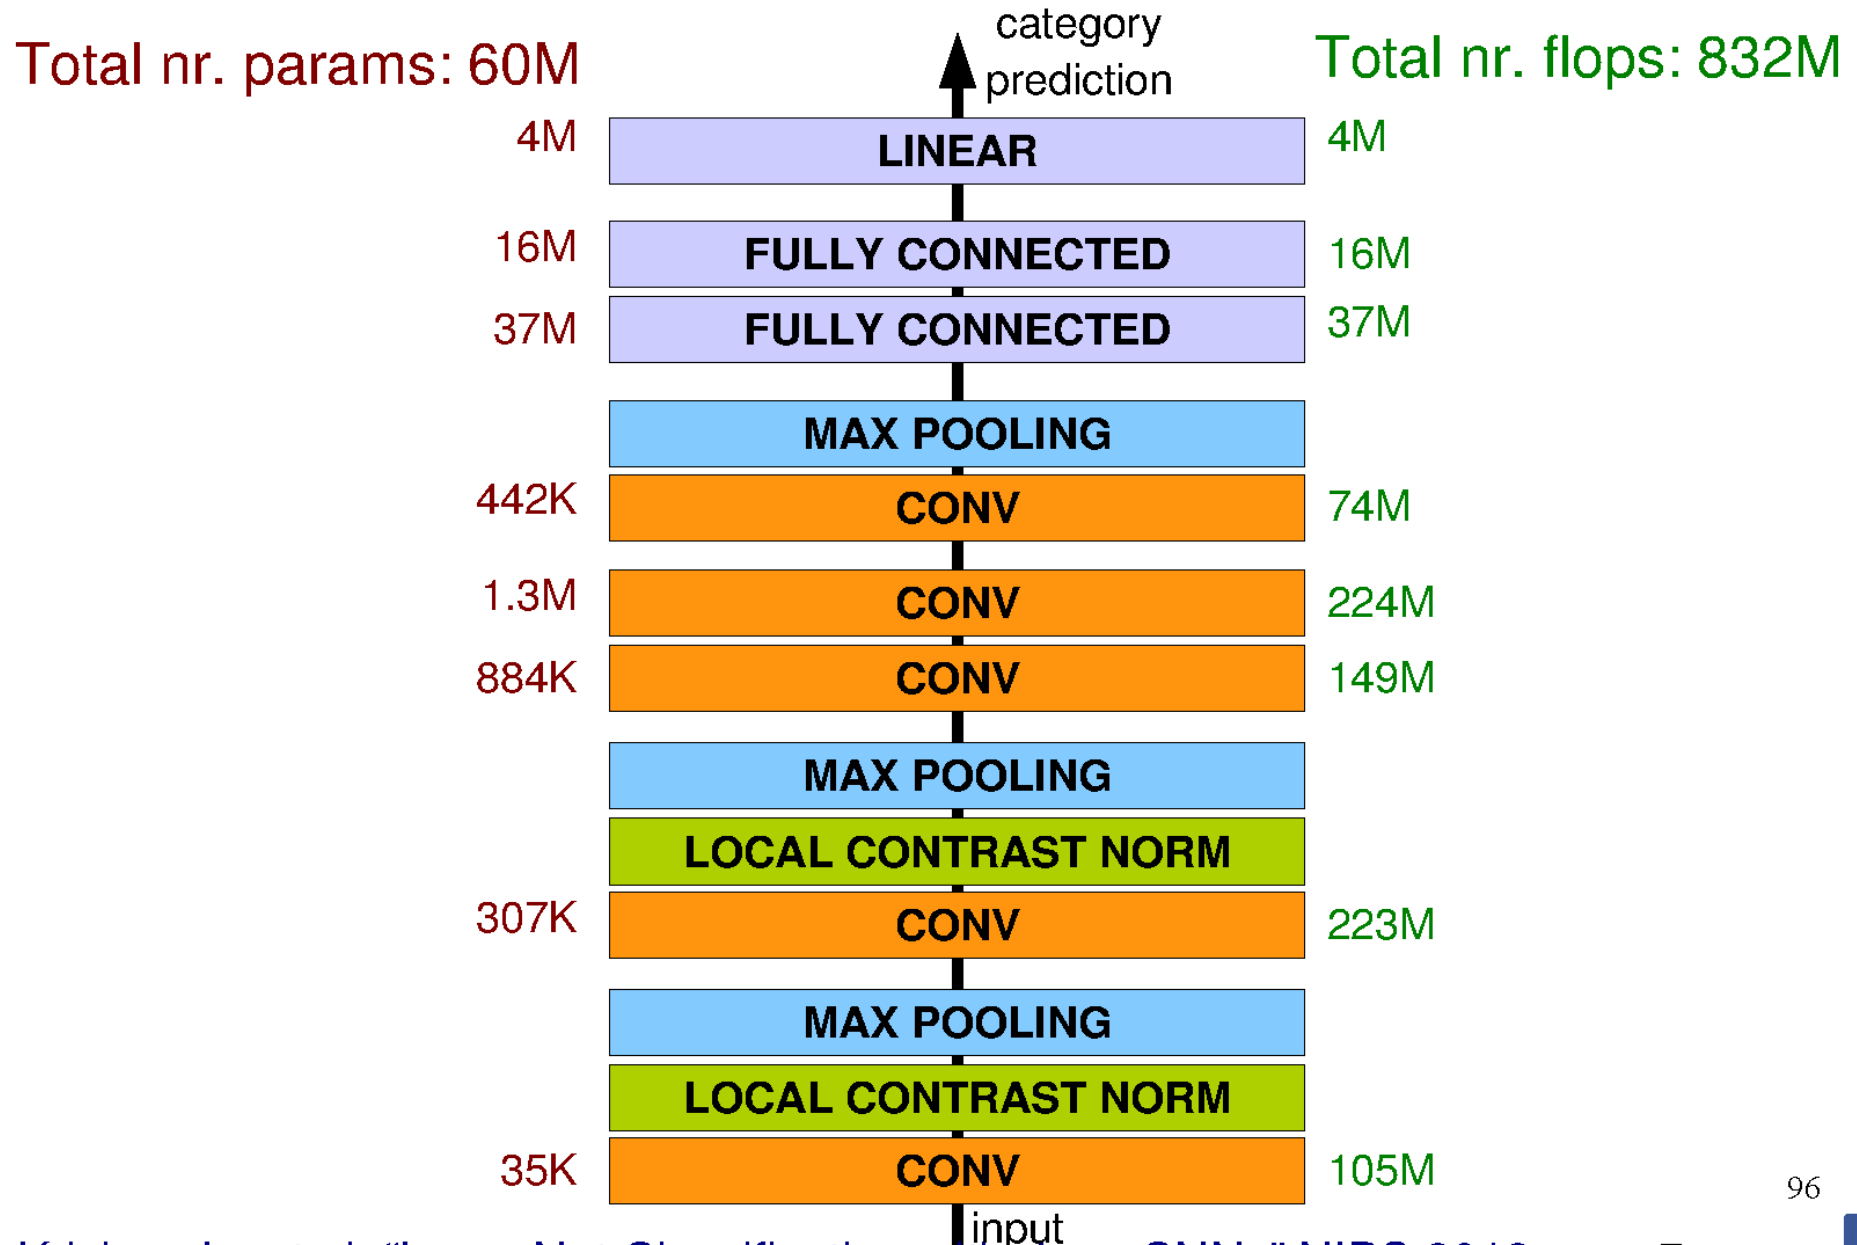 Total nr. params: 60M
category
prediction
Total nr. flops: 832M
4M LINEAR 4M
16M FULLY CONNECTED 16M
37M FULLY CONNECTED 37M
MAX POOLING
442K CONV 74M
1.3M CONV 224M
884K CONV 149M
MAX POOLING
LOCAL CONTRAST NORM
307K CONV 223M
MAX POOLING
LOCAL CONTRAST NORM
35K CONV 105M
96
input